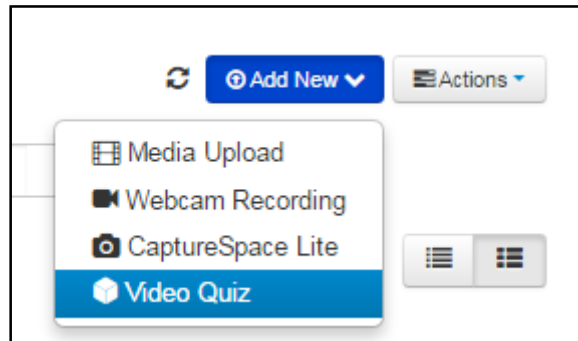 Add New
Actions
Media Upload
Webcam Recording
CaptureSpace Lite
Video Quiz